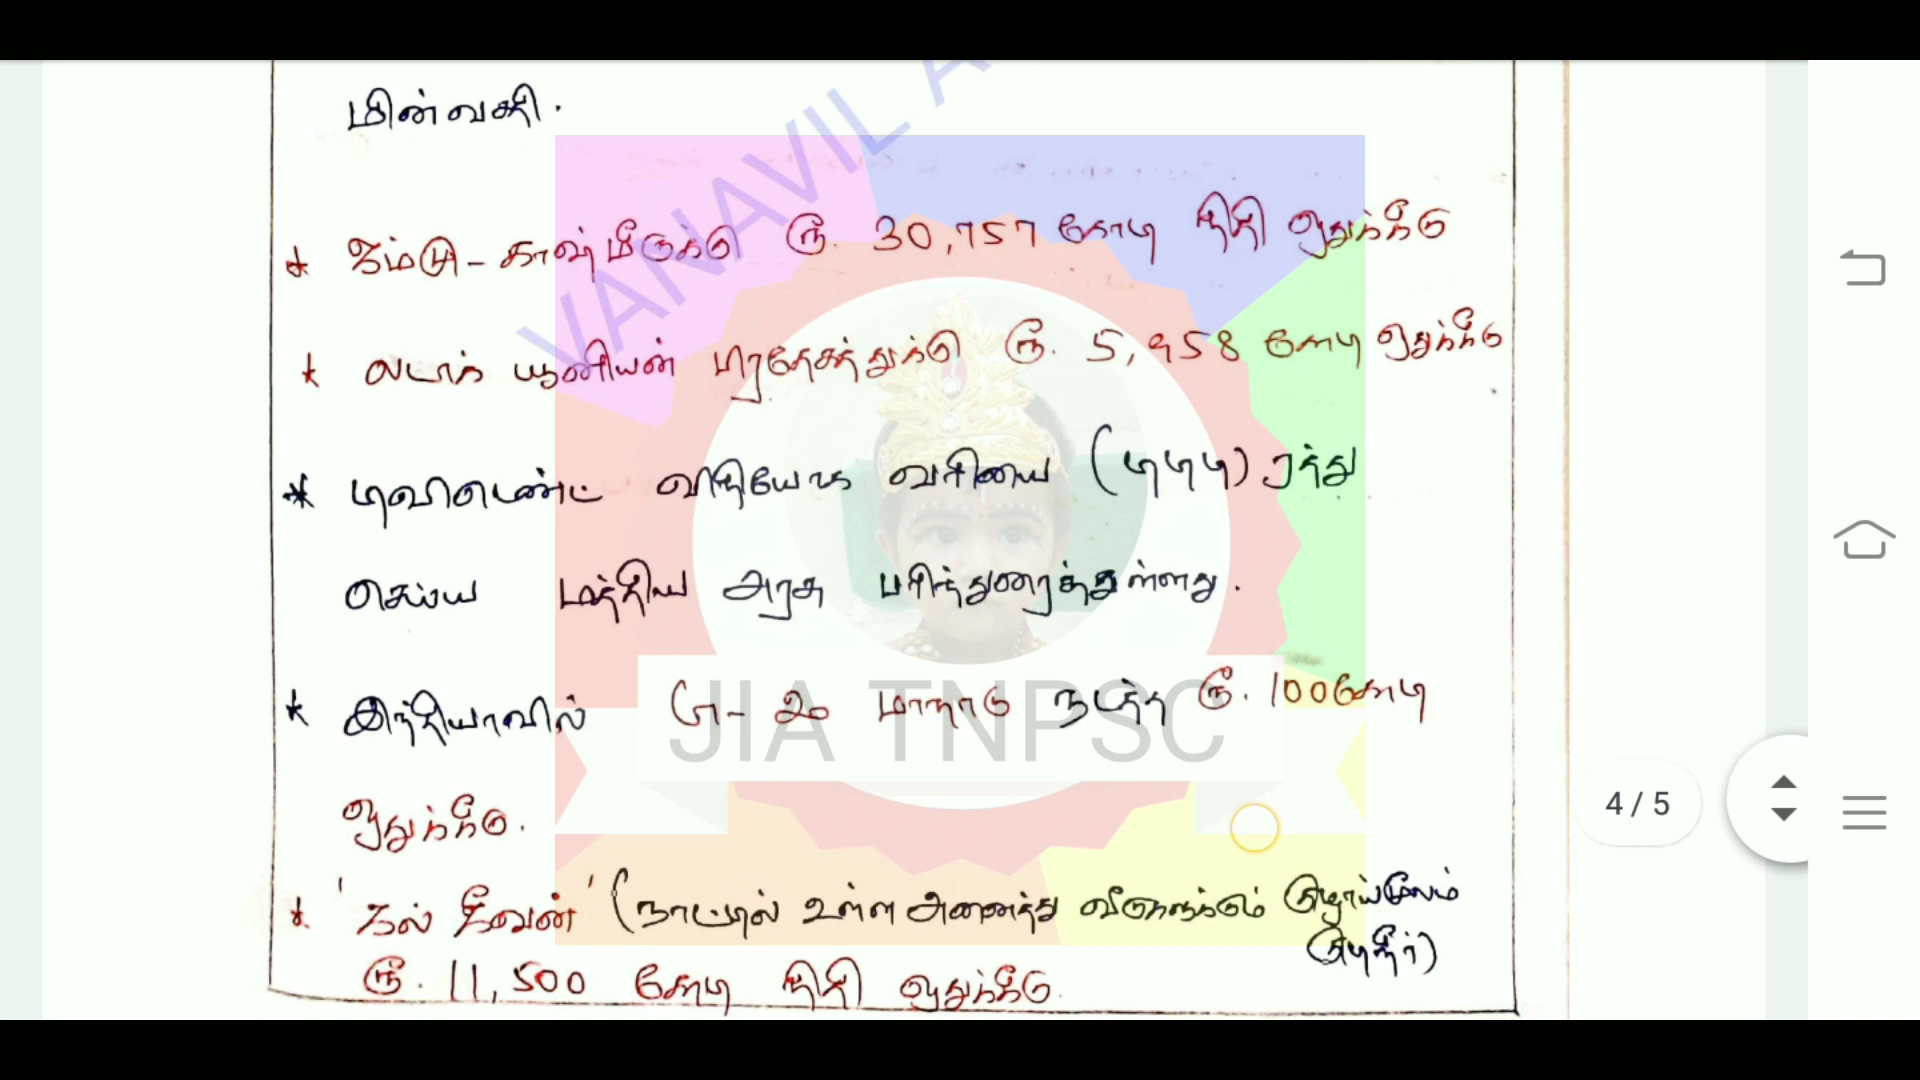 மின்வசதி.
VANAVIL A
* ஜம்மு - காஷ்மீருக்கு ரூ. 30,757 கோடி நிதி ஒதுக்கீடு
* லடாக் யூனியன் பிரதேசத்துக்கு ரூ. 5,958 கோடி ஒதுக்கீடு
* டிவிடெண்ட் விநியோக வரியை (டிடிடி) ரத்து
செய்ய மத்திய அரசு பரிந்துரைத்துள்ளது.
* இந்தியாவில் ஜி - 20 மாநாடு நடத்த ரூ. 100 கோடி
JIA TNPSC
ஒதுக்கீடு.
4 / 5
* 'ஜல் ஜீவன்' (நாட்டில் உள்ள அனைத்து வீடுகளுக்கும் குழாய்மூலம்
குடிநீர்)
ரூ. 11,500 கோடி நிதி ஒதுக்கீடு.